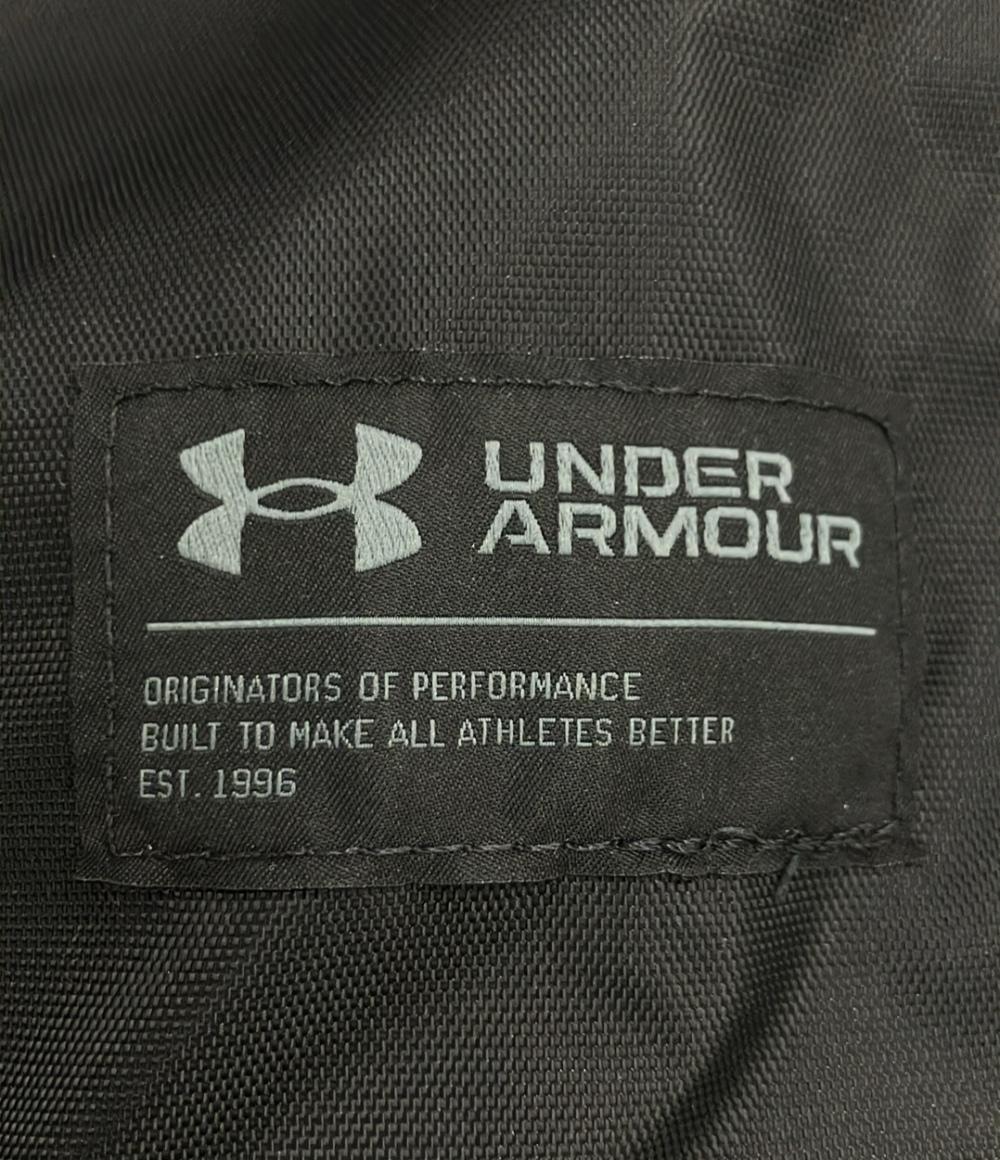 UNDER
ARMOUR
ORIGINATORS OF PERFORMANCE
BUILT TO MAKE ALL ATHLETES BETTER
EST. 1996